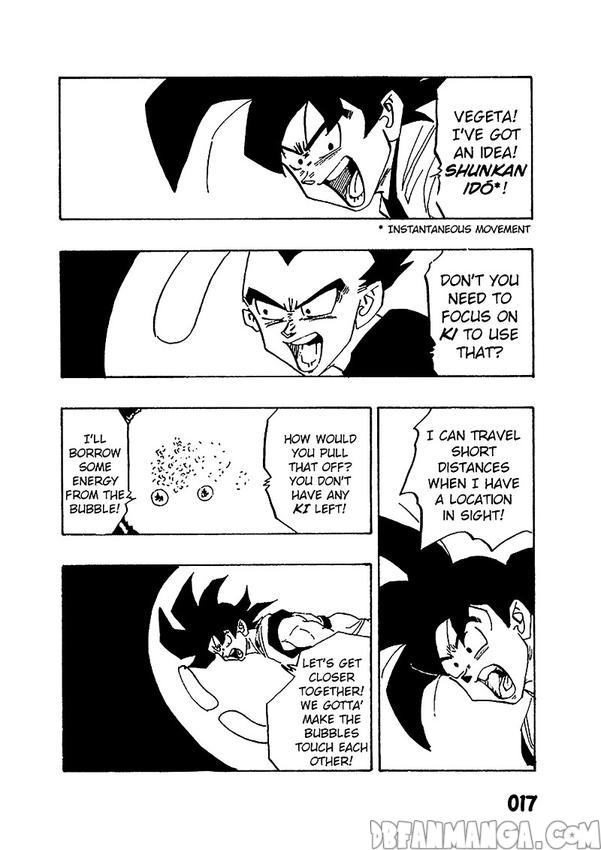 VEGETA!
I'VE GOT
AN IDEA!
SHUNKAN
IDÓ*!
* INSTANTANEOUS MOVEMENT
DON'T YOU
NEED TO
FOCUS ON
KI TO USE
THAT?
I CAN TRAVEL
SHORT
DISTANCES
WHEN I HAVE
A LOCATION
IN SIGHT!
HOW WOULD
YOU PULL
THAT OFF?
YOU DON'T
HAVE ANY
KI LEFT!
I'LL
BORROW
SOME
ENERGY
FROM THE
BUBBLE!
LET'S GET
CLOSER
TOGETHER!
WE GOTTA'
MAKE THE
BUBBLES
TOUCH EACH
OTHER!
017
DBFANMANGA.COM